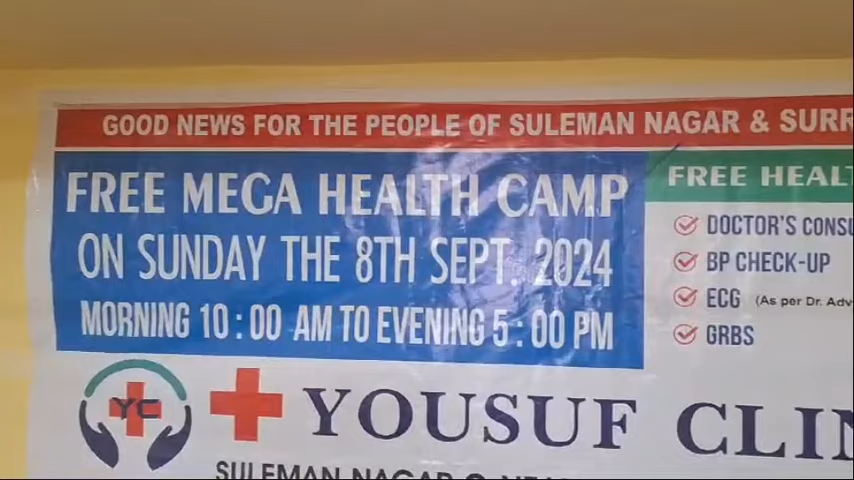 GOOD NEWS FOR THE PEOPLE OF SULEMAN NAGAR & SURR
FREE MEGA HEALTH CAMP
ON SUNDAY THE 8TH SEPT. 2024
MORNING 10:00 AM TO EVENING 5:00 PM
FREE HEALT
DOCTOR'S CONSU
BP CHECK-UP
ECG (As per Dr. Adv
GRBS
YC
YOUSUF CLIN
SULEMAN NAGAR